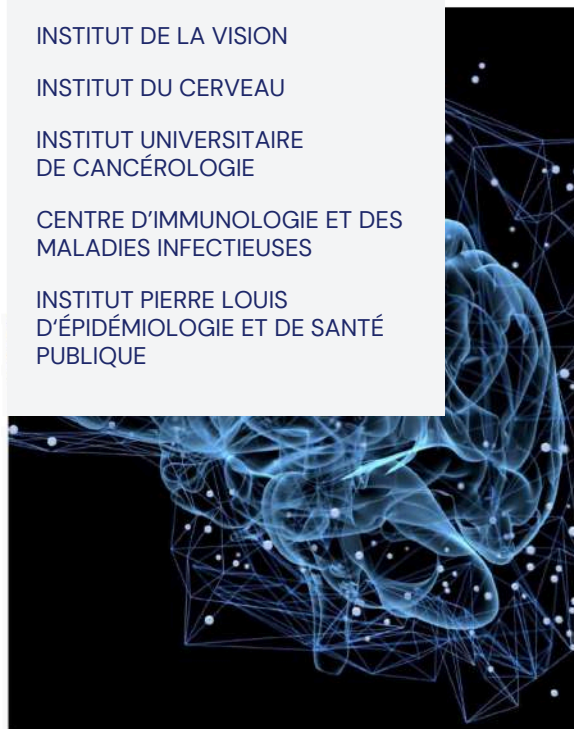 INSTITUT DE LA VISION
INSTITUT DU CERVEAU
INSTITUT UNIVERSITAIRE
DE CANCÉROLOGIE
CENTRE D'IMMUNOLOGIE ET DES
MALADIES INFECTIEUSES
INSTITUT PIERRE LOUIS
D'ÉPIDÉMIOLOGIE ET DE SANTÉ
PUBLIQUE